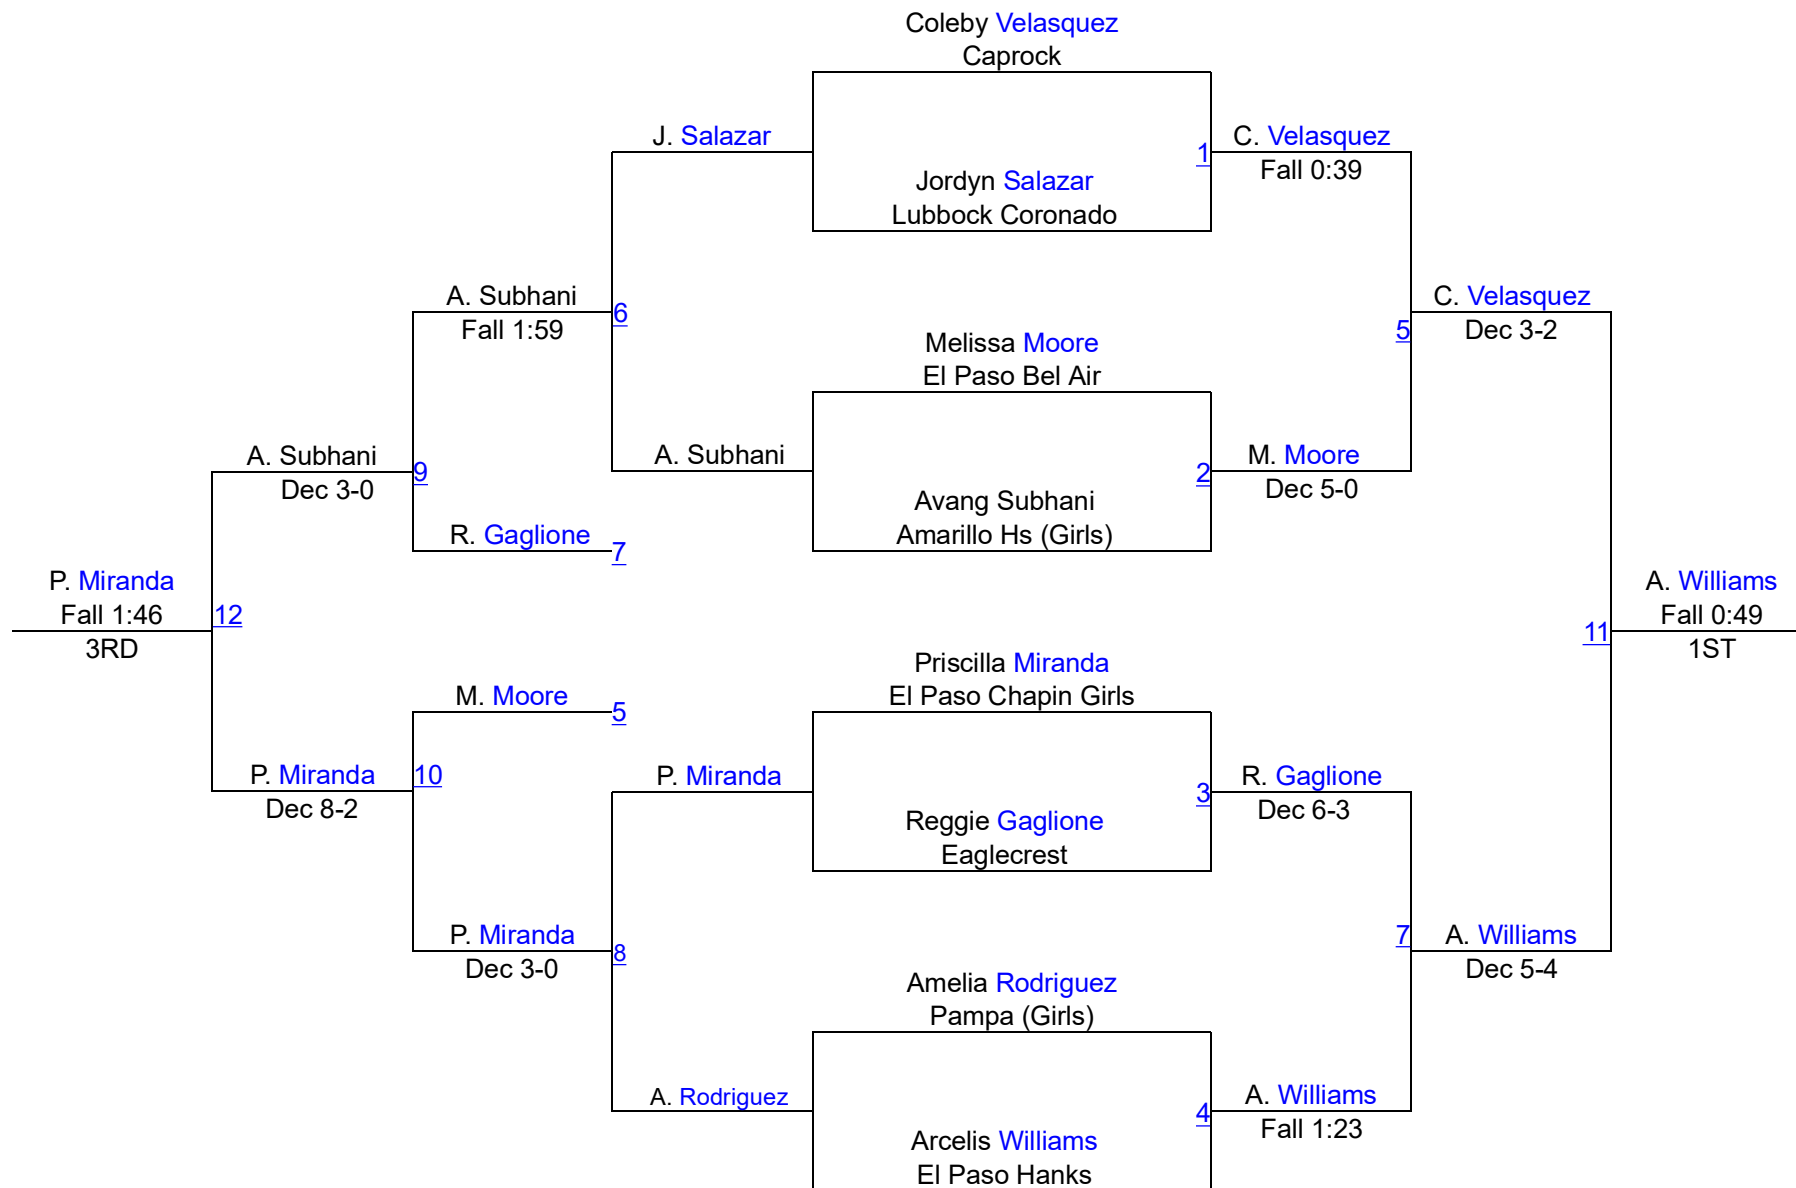 Coleby Velasquez
Caprock
J. Salazar
1
C. Velasquez
Fall 0:39
Jordyn Salazar
Lubbock Coronado
A. Subhani
Fall 1:59
6
C. Velasquez
Dec 3-2
5
Melissa Moore
El Paso Bel Air
A. Subhani
Dec 3-0
9
A. Subhani
2
M. Moore
Dec 5-0
Avang Subhani
Amarillo Hs (Girls)
R. Gaglione
7
P. Miranda
Fall 1:46
3RD
12
11
A. Williams
Fall 0:49
1ST
Priscilla Miranda
El Paso Chapin Girls
M. Moore
5
P. Miranda
Dec 8-2
10
P. Miranda
3
R. Gaglione
Dec 6-3
Reggie Gaglione
Eaglecrest
P. Miranda
Dec 3-0
8
7
A. Williams
Dec 5-4
Amelia Rodriguez
Pampa (Girls)
A. Rodriguez
4
A. Williams
Fall 1:23
Arcelis Williams
El Paso Hanks